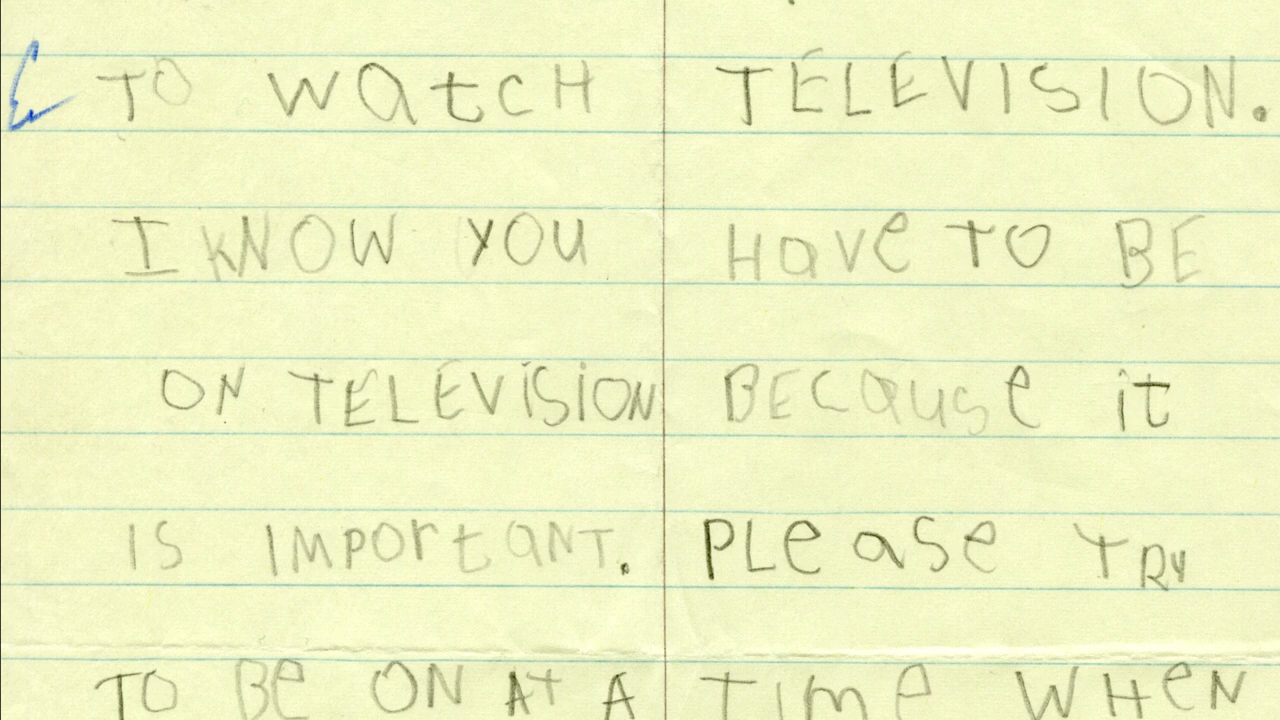 TO WatcH TELEVISION.
I kNOW YOU HaVe TO BE
ON TELEViSiON BECause it
IS IMPOrtaNT. PLease TRY
TO Be ON AT A Time WHeN